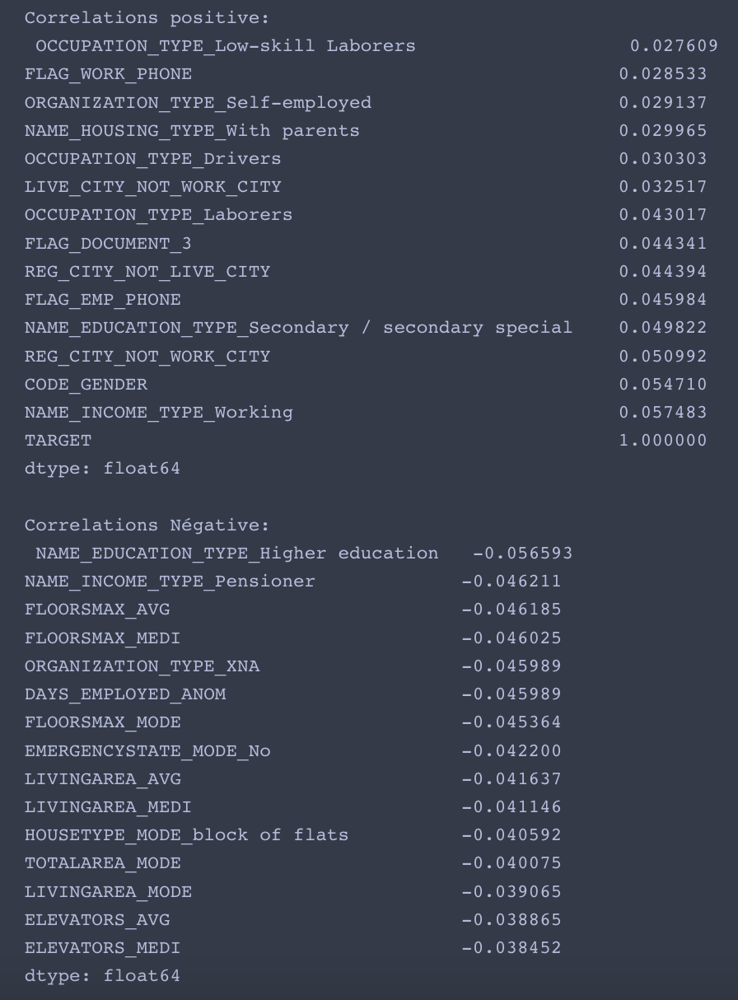 Correlations positive:
OCCUPATION_TYPE_Low-skill Laborers 0.027609
FLAG_WORK_PHONE 0.028533
ORGANIZATION_TYPE_Self-employed 0.029137
NAME_HOUSING_TYPE_With parents 0.029965
OCCUPATION_TYPE_Drivers 0.030303
LIVE_CITY_NOT_WORK_CITY 0.032517
OCCUPATION_TYPE_Laborers 0.043017
FLAG_DOCUMENT_3 0.044341
REG_CITY_NOT_LIVE_CITY 0.044394
FLAG_EMP_PHONE 0.045984
NAME_EDUCATION_TYPE_Secondary / secondary special 0.049822
REG_CITY_NOT_WORK_CITY 0.050992
CODE_GENDER 0.054710
NAME_INCOME_TYPE_Working 0.057483
TARGET 1.000000
dtype: float64
Correlations Négative:
NAME_EDUCATION_TYPE_Higher education -0.056593
NAME_INCOME_TYPE_Pensioner -0.046211
FLOORSMAX_AVG -0.046185
FLOORSMAX_MEDI -0.046025
ORGANIZATION_TYPE_XNA -0.045989
DAYS_EMPLOYED_ANOM -0.045989
FLOORSMAX_MODE -0.045364
EMERGENCYSTATE_MODE_No -0.042200
LIVINGAREA_AVG -0.041637
LIVINGAREA_MEDI -0.041146
HOUSETYPE_MODE_block of flats -0.040592
TOTALAREA_MODE -0.040075
LIVINGAREA_MODE -0.039065
ELEVATORS_AVG -0.038865
ELEVATORS_MEDI -0.038452
dtype: float64